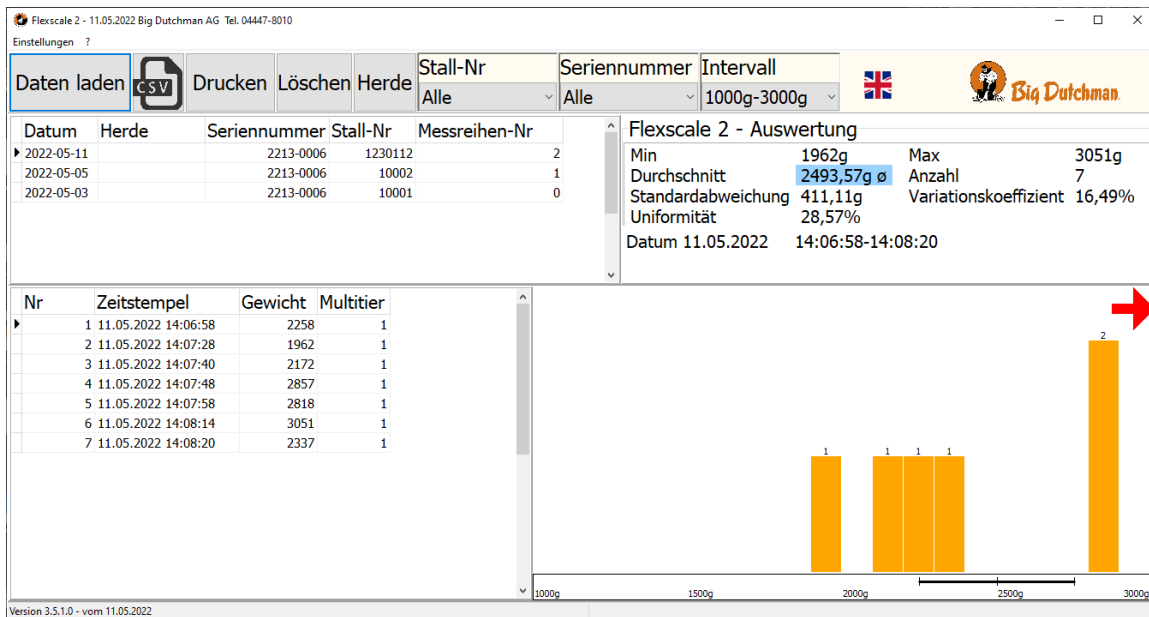 Flexscale 2 - 11.05.2022 Big Dutchman AG Tel. 04447-8010
Einstellungen ?
Daten laden CSV Drucken Löschen Herde
Stall-Nr Seriennummer Intervall
Alle Alle 1000g-3000g
Big Dutchman
Datum Herde Seriennummer Stall-Nr Messreihen-Nr
2022-05-11 2213-0006 1230112 2
2022-05-05 2213-0006 10002 1
2022-05-03 2213-0006 10001 0
Flexscale 2 - Auswertung
Min 1962g Max 3051g
Durchschnitt 2493,57g ø Anzahl 7
Standardabweichung 411,11g Variationskoeffizient 16,49%
Uniformität 28,57%
Datum 11.05.2022 14:06:58-14:08:20
Nr Zeitstempel Gewicht Multitier
1 11.05.2022 14:06:58 2258 1
2 11.05.2022 14:07:28 1962 1
3 11.05.2022 14:07:40 2172 1
4 11.05.2022 14:07:48 2857 1
5 11.05.2022 14:07:58 2818 1
6 11.05.2022 14:08:14 3051 1
7 11.05.2022 14:08:20 2337 1
2
1 1 1 1
1000g 1500g 2000g 2500g 3000g
Version 3.5.1.0 - vom 11.05.2022